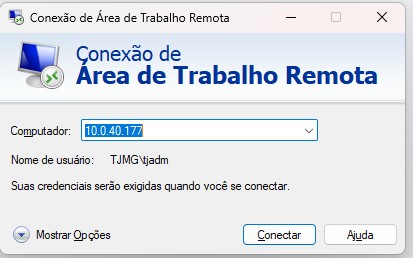 Conexão de Área de Trabalho Remota
Conexão de
Área de Trabalho Remota
Computador: 10.0.40.177
Nome de usuário: TJMG\tjadm
Suas credenciais serão exigidas quando você se conectar.
Mostrar Opções Conectar Ajuda